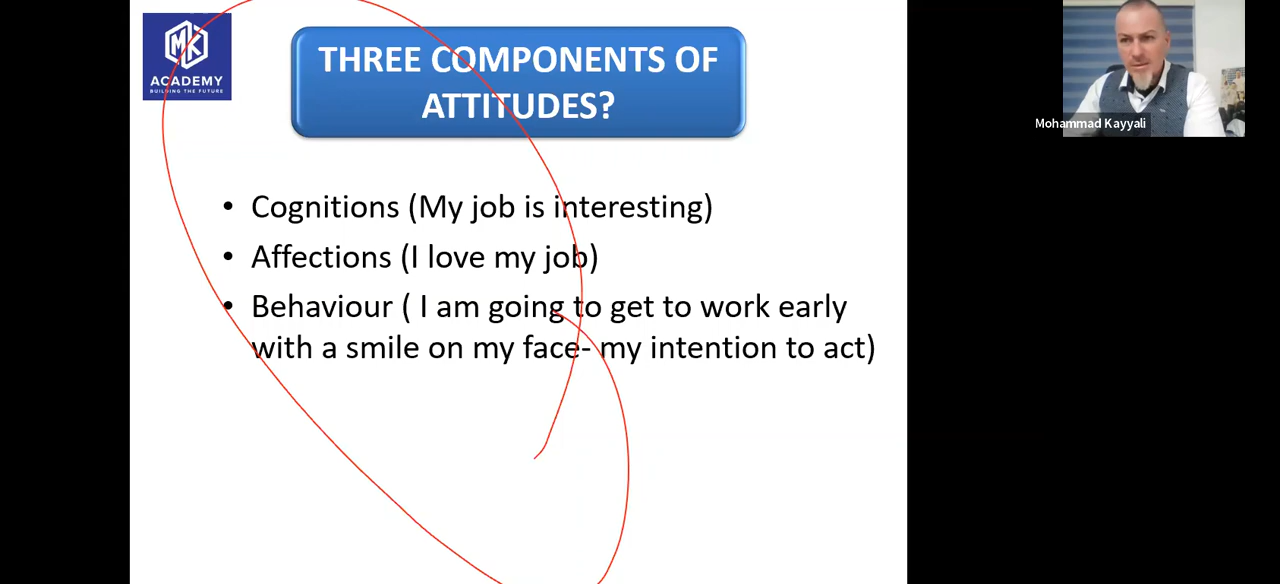 MK
ACADEMY
BUILDING THE FUTURE
THREE COMPONENTS OF
ATTITUDES?
Mohammad Kayyali
• Cognitions (My job is interesting)
• Affections (I love my job)
• Behaviour ( I am going to get to work early
with a smile on my face- my intention to act)